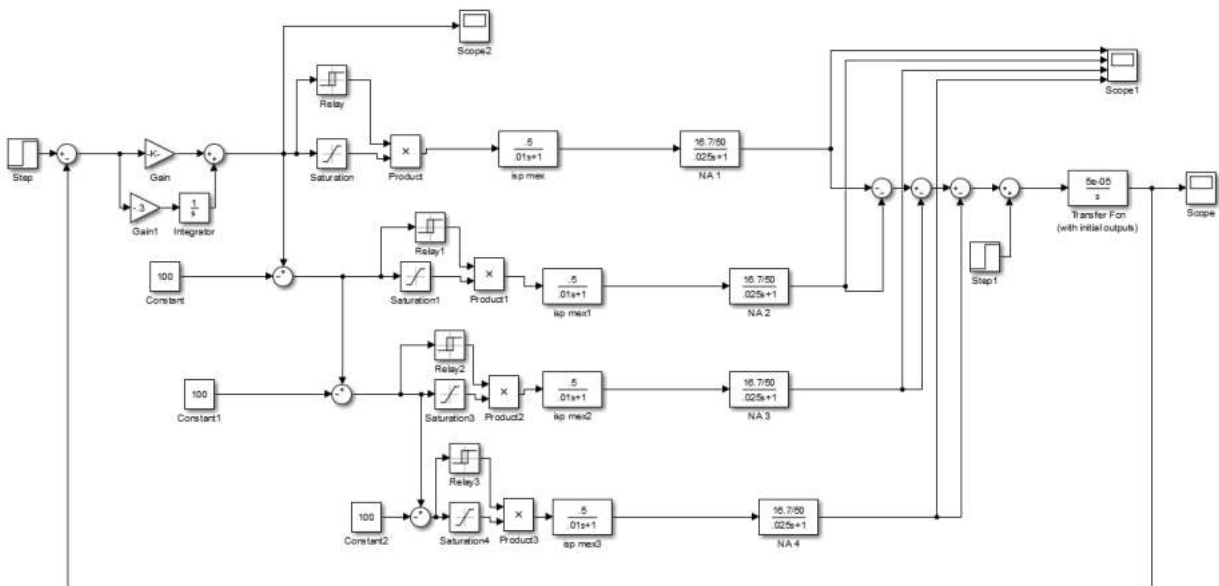 Scope2
Relay
Scope1
Step
-K-
Gain
Saturation
×
Product
.5
.01s+1
isp mex
16.7/50
.025s+1
NA 1
5e-05
s
Transfer Fcn
(with initial outputs)
Scope
-.3
Gain1
1
s
Integrator
Relay1
100
Constant
Saturation1
×
Product1
.5
.01s+1
isp mex1
16.7/50
.025s+1
NA 2
Step1
Relay2
100
Constant1
Saturation3
×
Product2
.5
.01s+1
isp mex2
16.7/50
.025s+1
NA 3
Relay3
100
Constant2
Saturation4
×
Product3
.5
.01s+1
isp mex3
16.7/50
.025s+1
NA 4